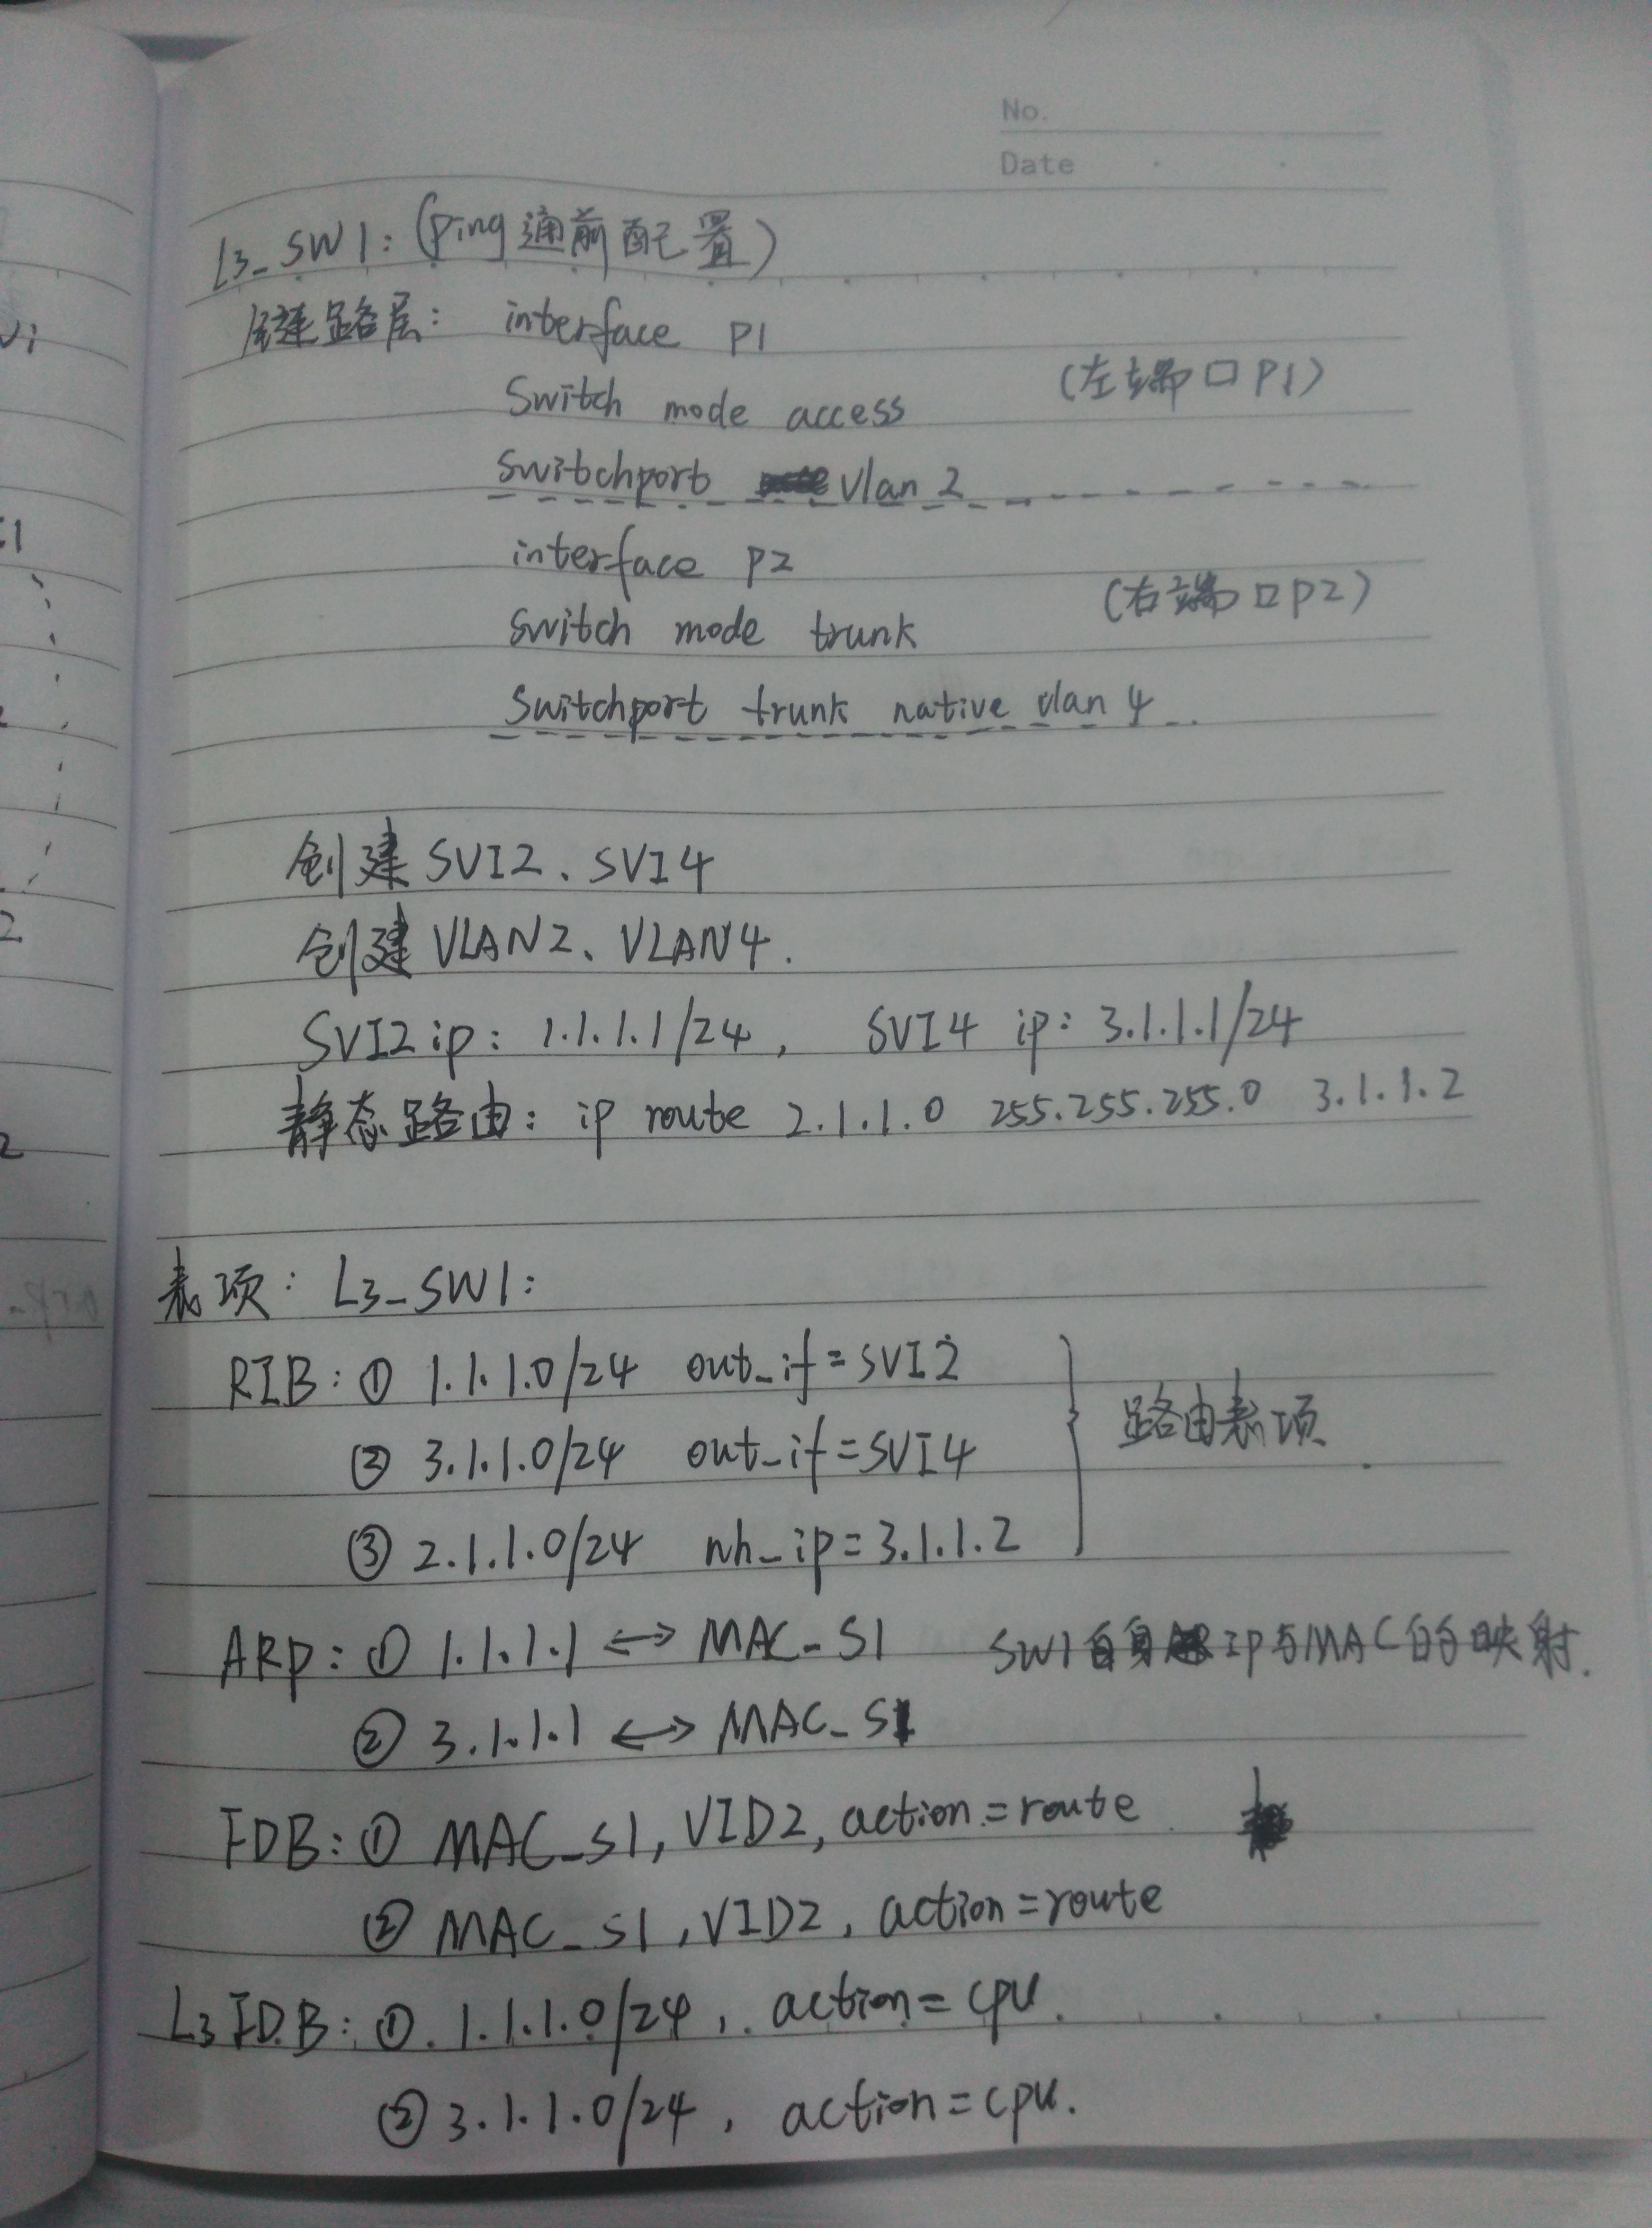 No.
Date
L3_SW1:(Ping通前配置)
链路层: interface P1
Switch mode access (左端口P1)
Switchport Vlan 2
interface P2
Switch mode trunk (右端口P2)
Switchport trunk native vlan 4
创建SVI2、SVI4
创建VLAN2、VLAN4.
SVI2 ip: 1.1.1.1/24, SVI4 ip: 3.1.1.1/24
静态路由: ip route 2.1.1.0 255.255.255.0 3.1.1.2
表项: L3_SW1:
RIB: ① 1.1.1.0/24 out_if=SVI2
② 3.1.1.0/24 out_if=SVI4
路由表项
③ 2.1.1.0/24 nh_ip=3.1.1.2
ARP: ① 1.1.1.1 <-> MAC_S1 SW1自身ip与MAC的映射.
② 3.1.1.1 <-> MAC_S1
FDB: ① MAC_S1, VID2, action=route
② MAC_S1, VID2, action=route
L3FDB: ① 1.1.1.0/24, action=cpu
② 3.1.1.0/24, action=cpu.